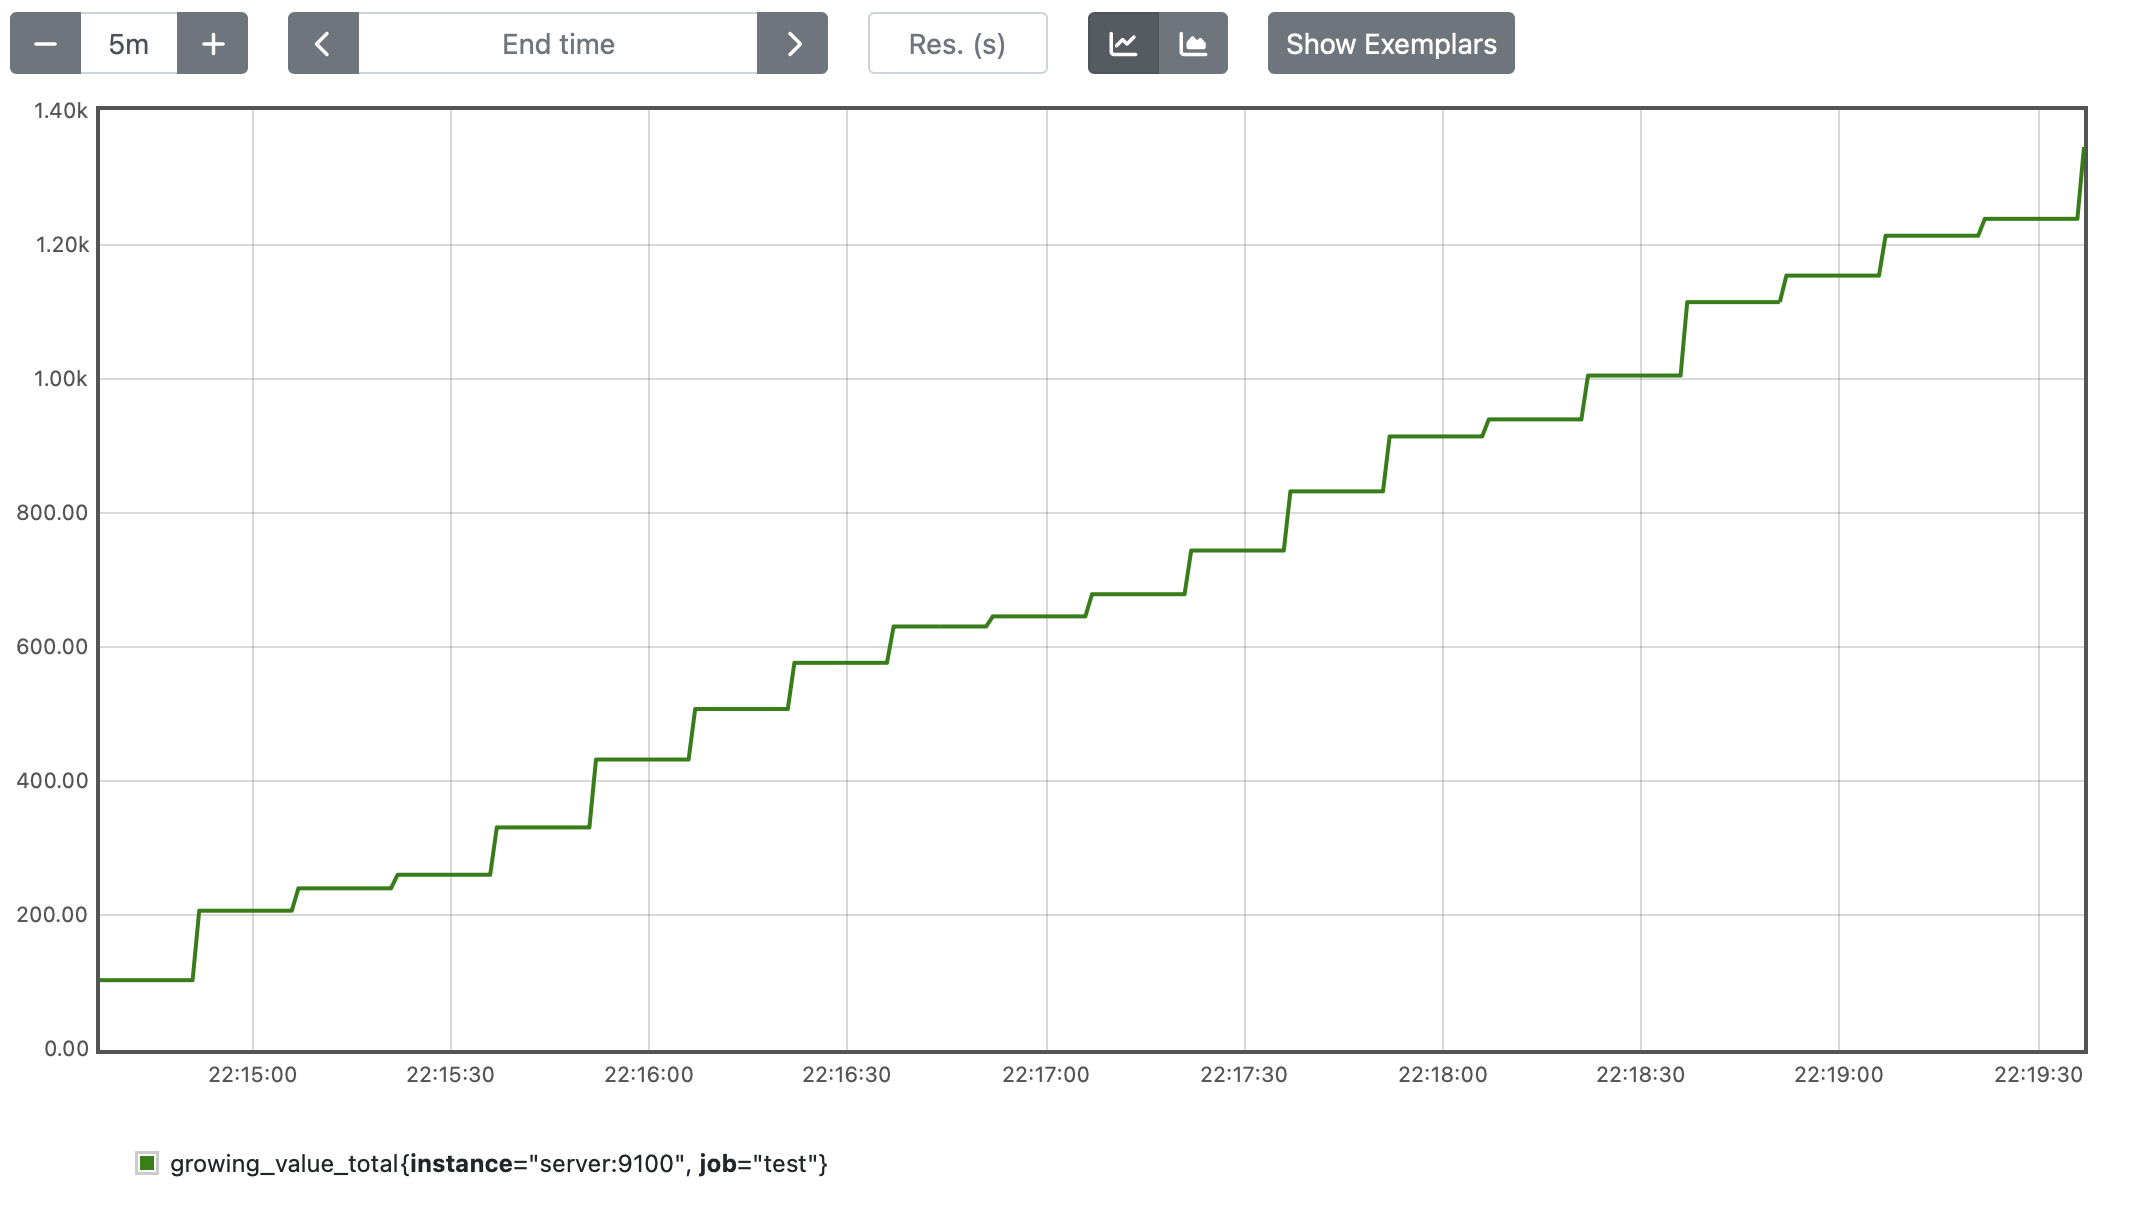 5m
End time
Res. (s)
Show Exemplars
1.40k
1.20k
1.00k
800.00
600.00
400.00
200.00
0.00
22:15:00 22:15:30 22:16:00 22:16:30 22:17:00 22:17:30 22:18:00 22:18:30 22:19:00 22:19:30
growing_value_total{instance="server:9100", job="test"}